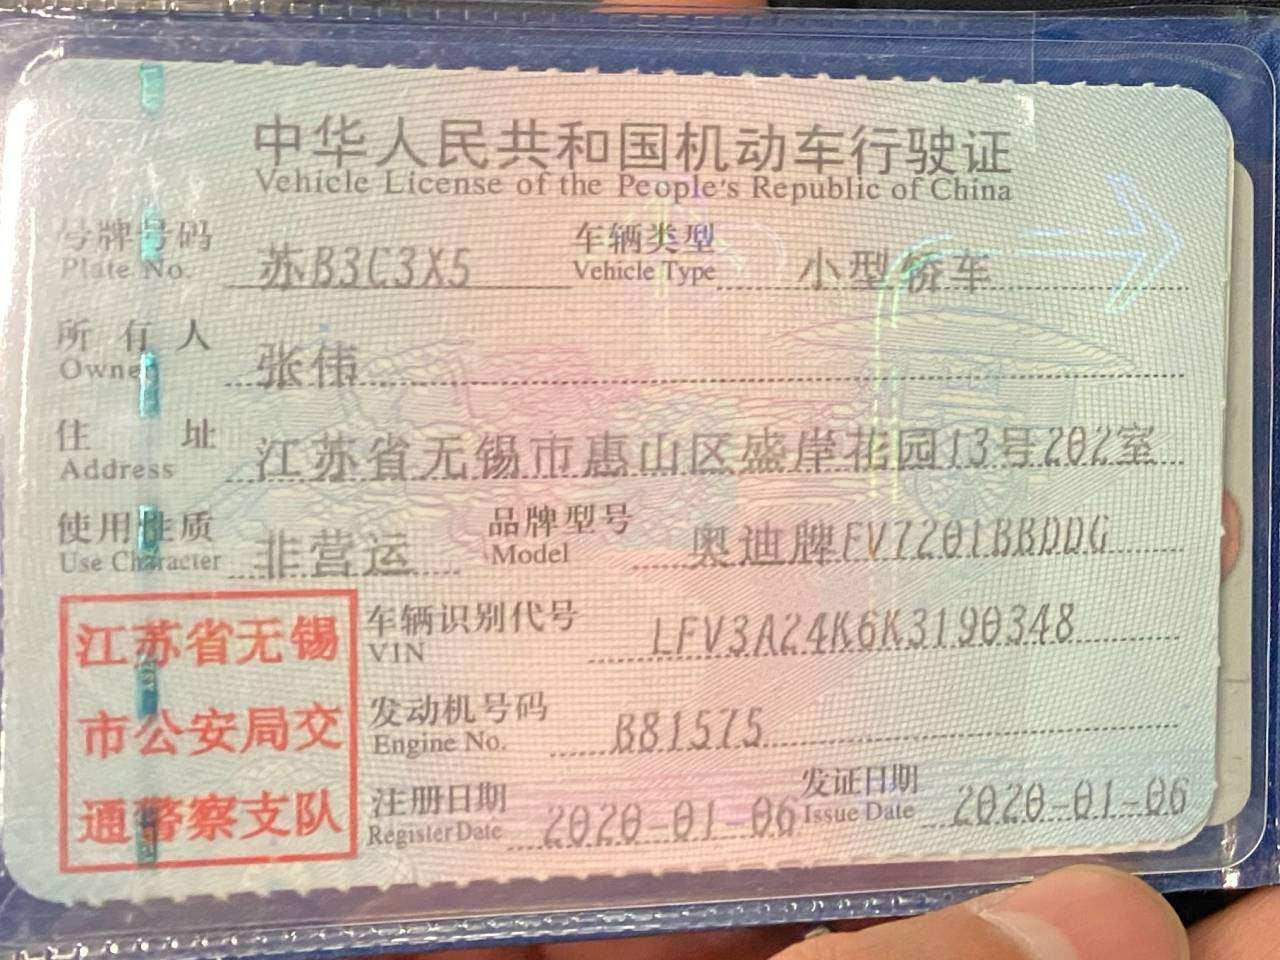 中华人民共和国机动车行驶证
Vehicle License of the People's Republic of China
号牌号码 苏B3C3X5 车辆类型 小型轿车
Plate No. Vehicle Type
所有人 张伟
Owner
住址 江苏省无锡市惠山区盛岸花园13号202室
Address
使用性质 非营运 品牌型号 奥迪牌FV7201BBDDG
Use Character Model
江苏省无锡
市公安局交
通警察支队
车辆识别代号 LFV3A24K6K3190348
VIN
发动机号码 B81575
Engine No.
注册日期 2020-01-06 发证日期 2020-01-06
Register Date Issue Date